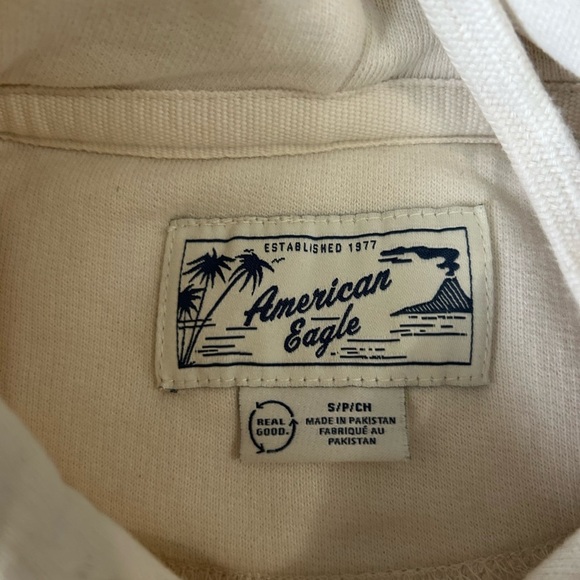 ESTABLISHED 1977
American
Eagle
REAL
GOOD.
S/P/CH
MADE IN PAKISTAN
FABRIQUÉ AU
PAKISTAN